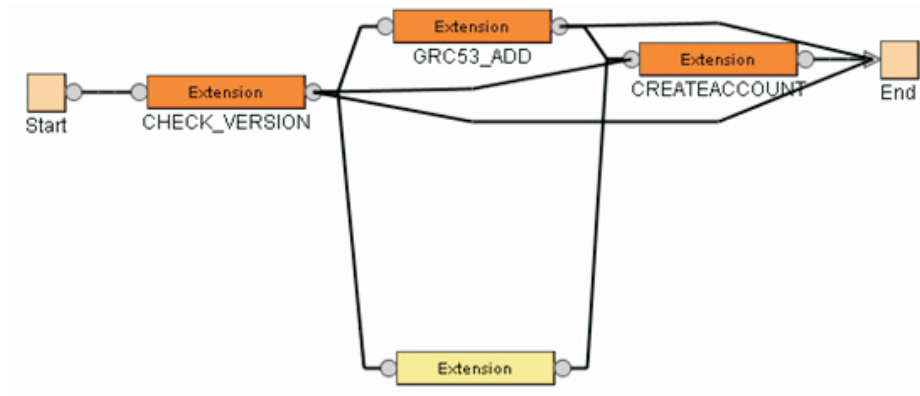 Extension
GRC53_ADD
Extension
CREATEACCOUNT
End
Extension
CHECK_VERSION
Start
Extension